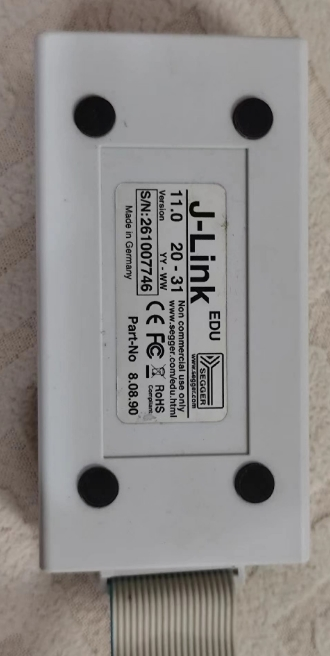 J-Link EDU
SEGGER
www.segger.com
11.0 20 - 31
Version YY - WW
Non commercial use only
www.segger.com/edu.html
S/N:261007746
CE FC RoHS
Compliant
Made in Germany
Part-No 8.08.90